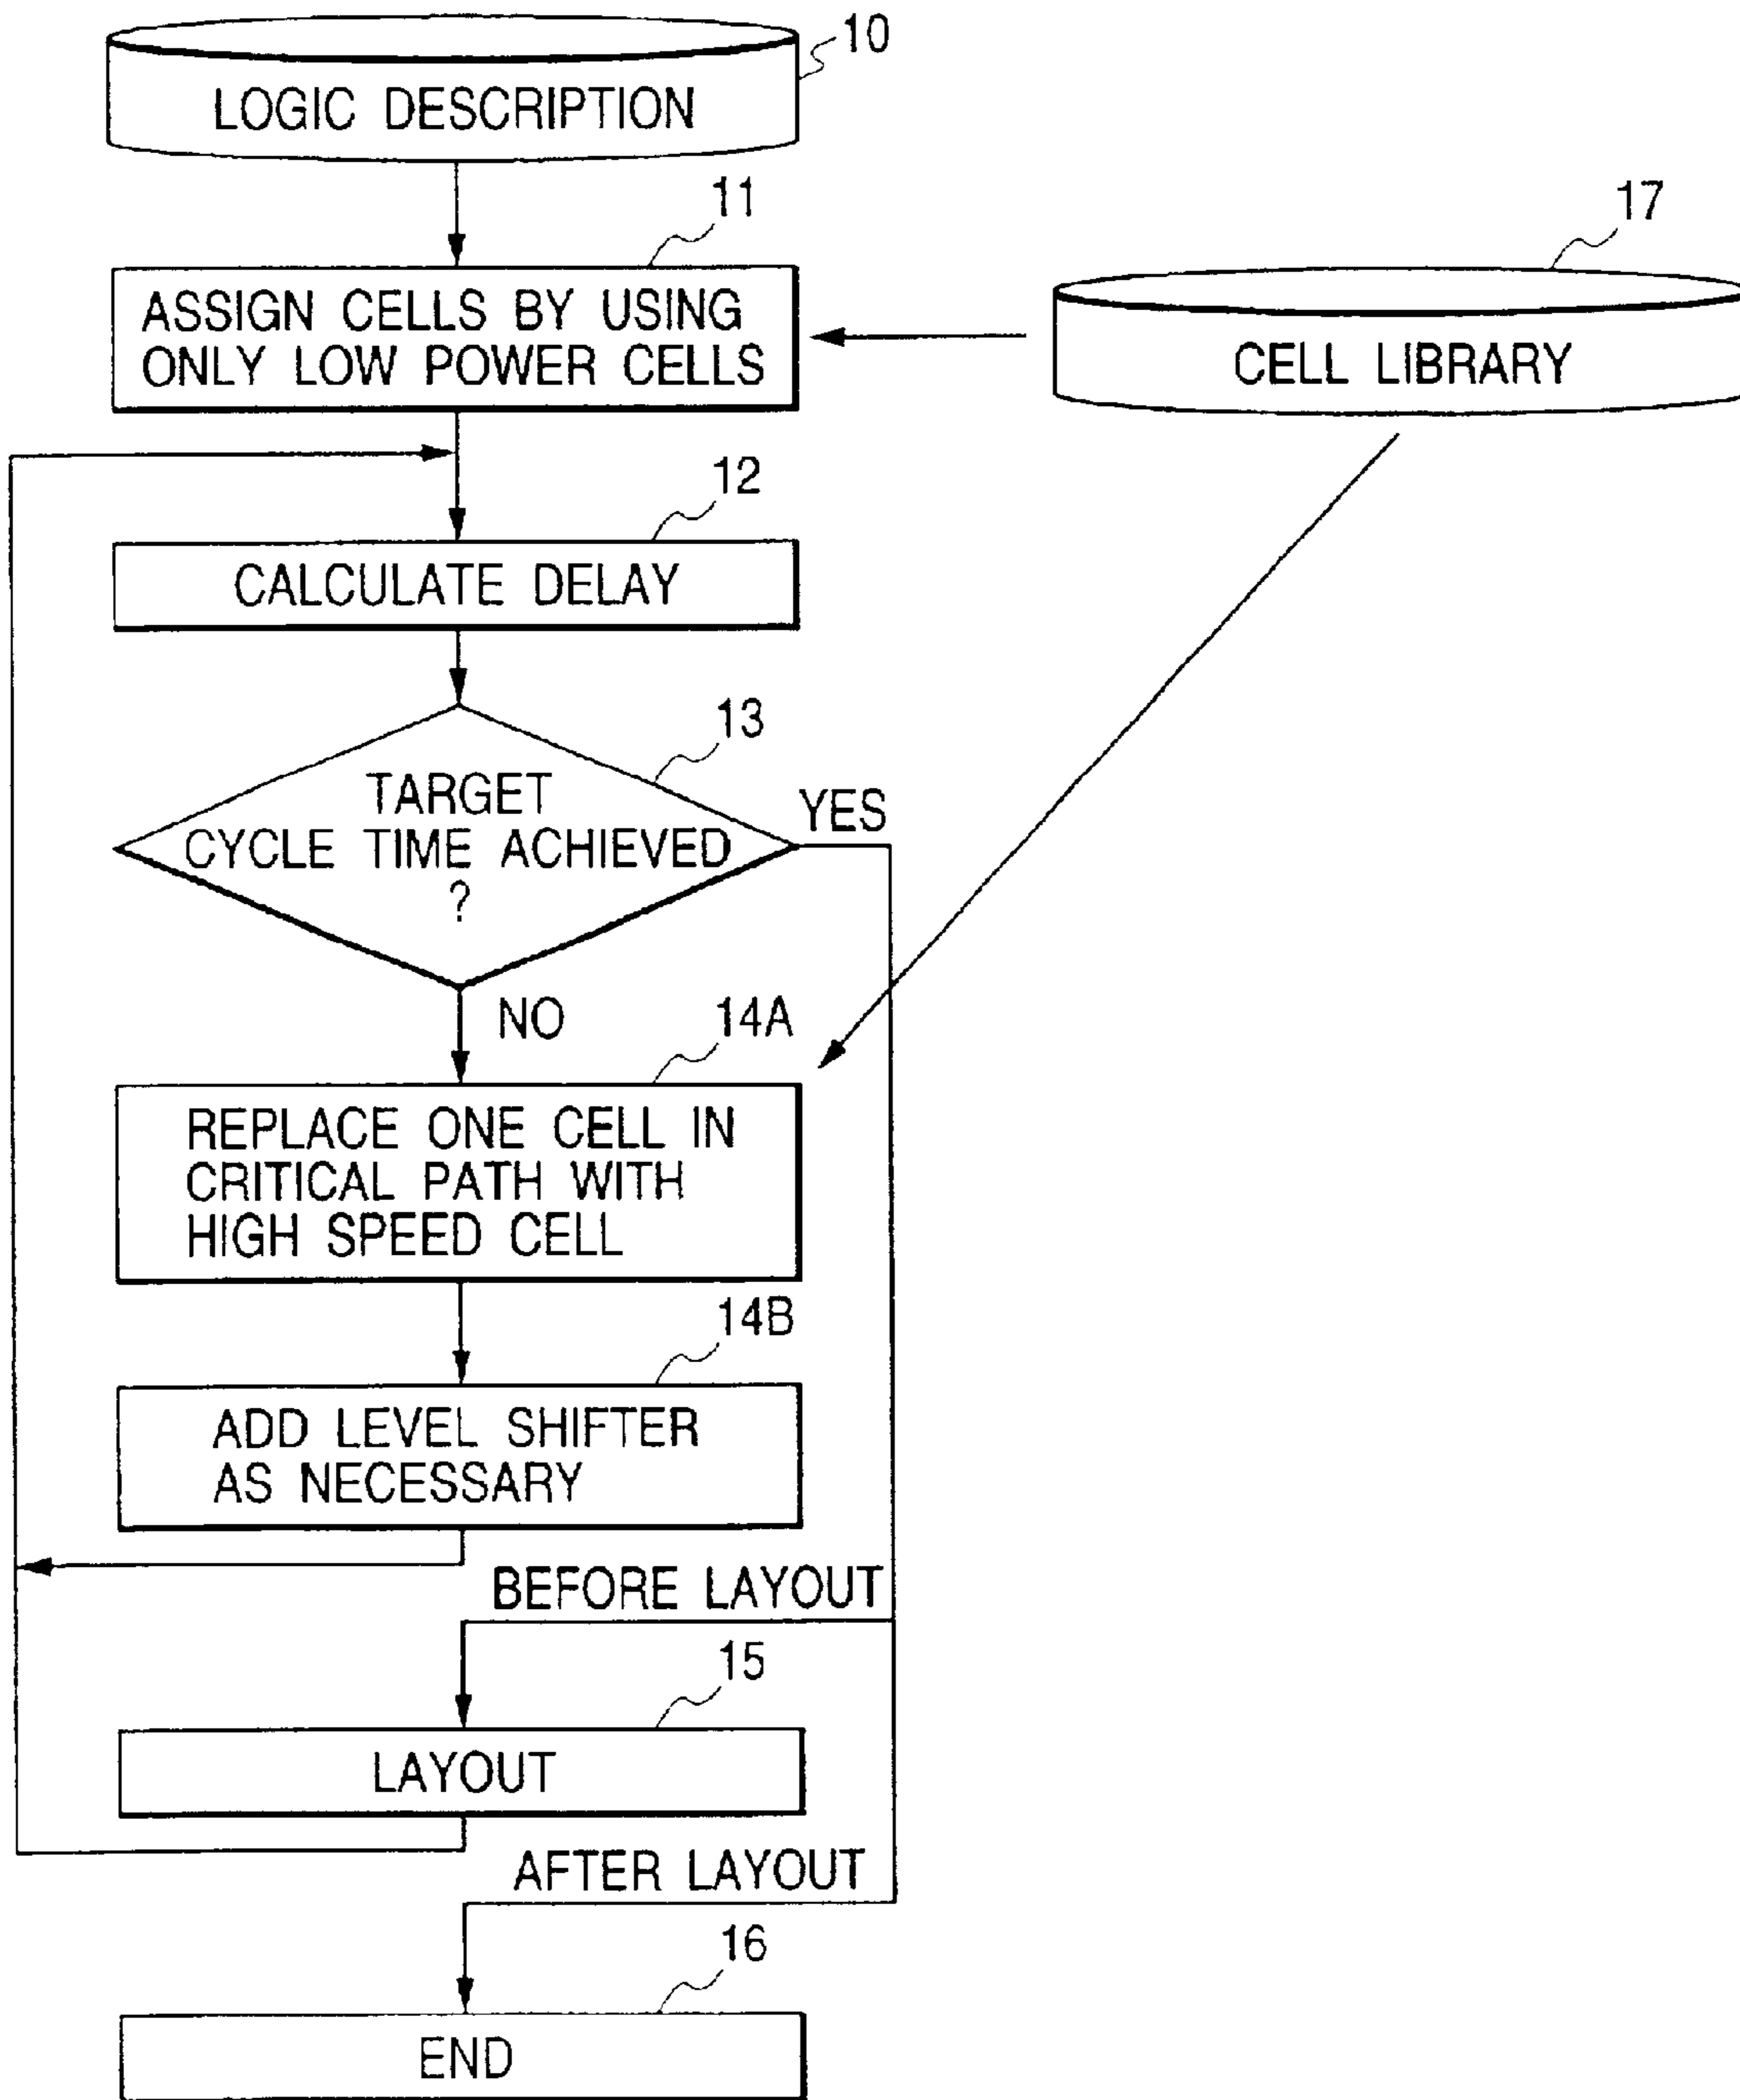 10
LOGIC DESCRIPTION
11
17
ASSIGN CELLS BY USING
ONLY LOW POWER CELLS
CELL LIBRARY
12
CALCULATE DELAY
13
TARGET
CYCLE TIME ACHIEVED
?
YES
NO
14A
REPLACE ONE CELL IN
CRITICAL PATH WITH
HIGH SPEED CELL
14B
ADD LEVEL SHIFTER
AS NECESSARY
BEFORE LAYOUT
15
LAYOUT
AFTER LAYOUT
16
END